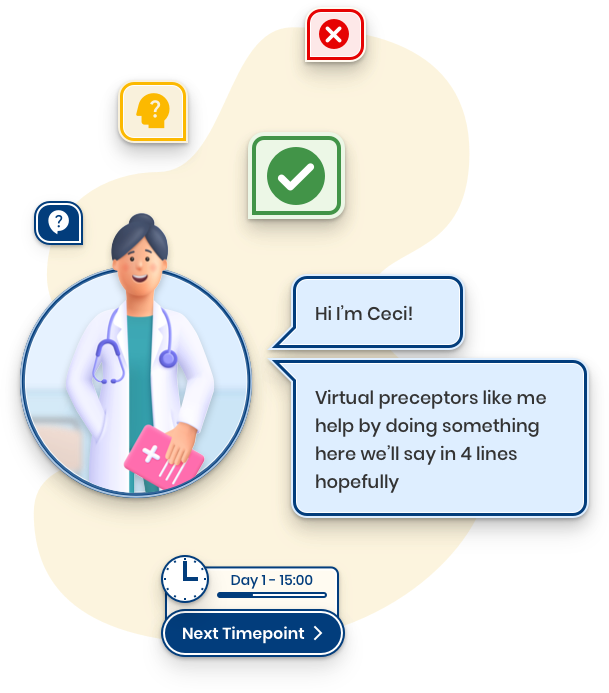 ?
?
Hi I’m Ceci!
Virtual preceptors like me
help by doing something
here we’ll say in 4 lines
hopefully
Day 1 - 15:00
Next Timepoint